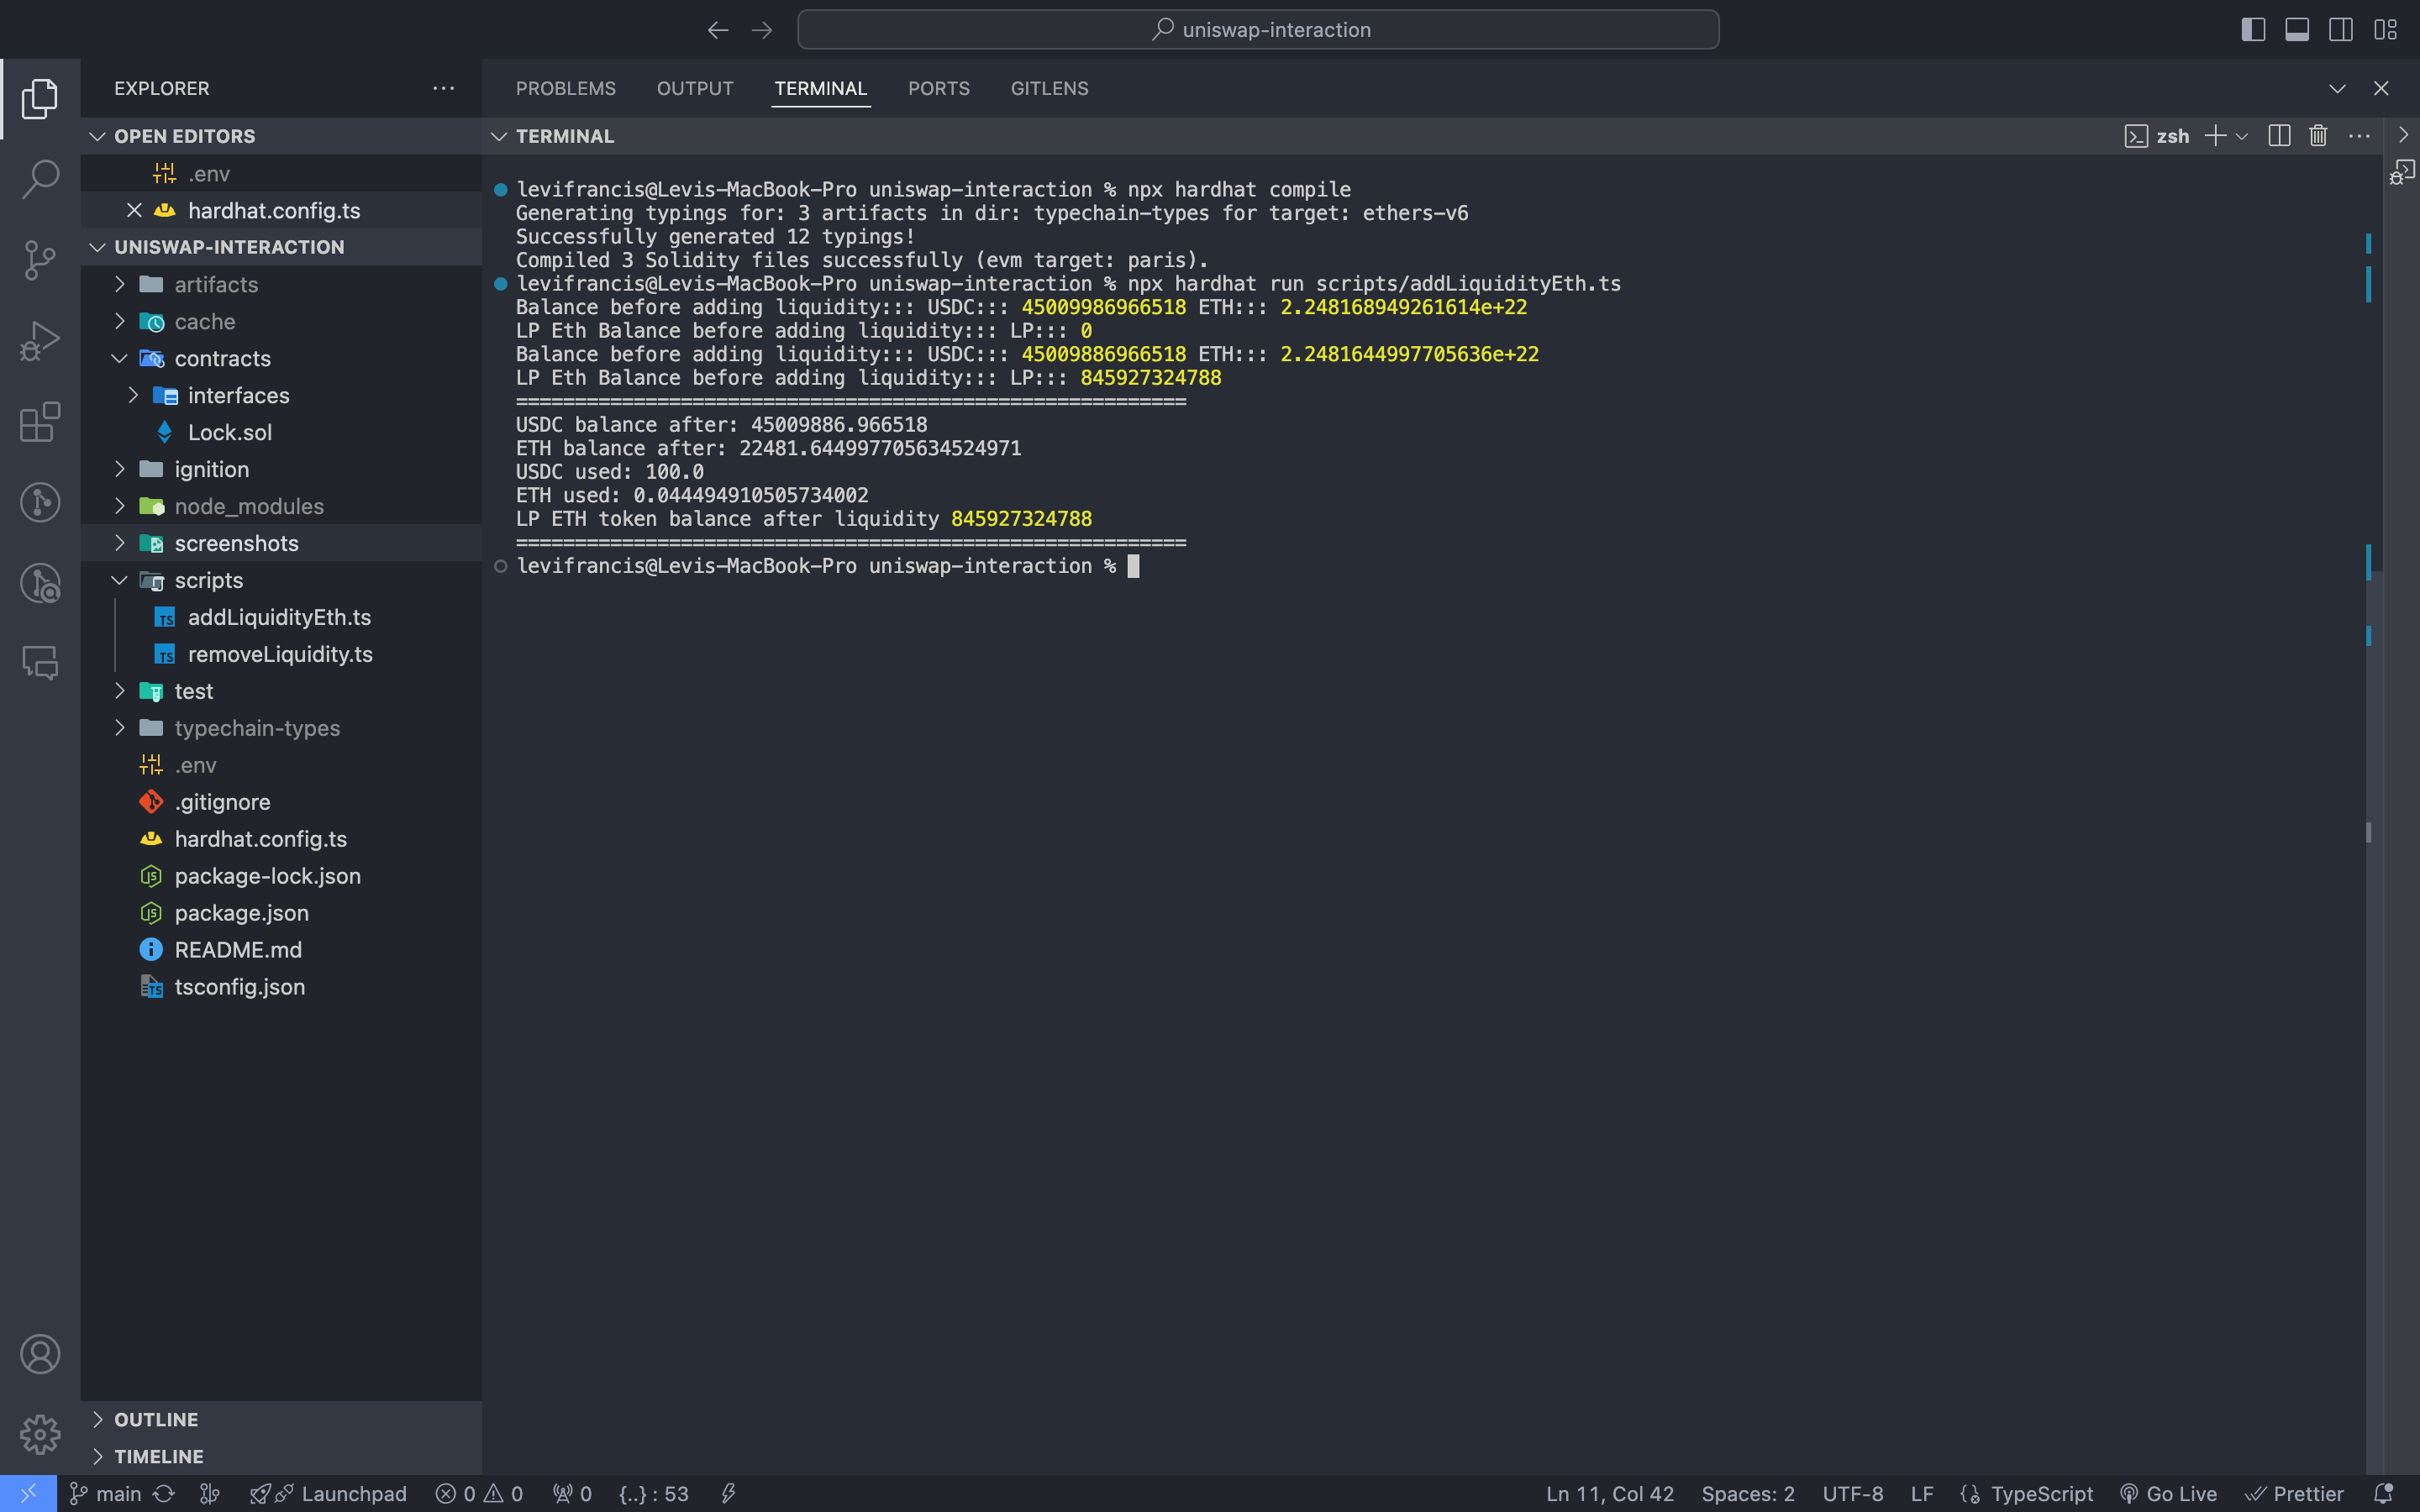 uniswap-interaction
EXPLORER
OPEN EDITORS
.env
hardhat.config.ts
UNISWAP-INTERACTION
artifacts
cache
contracts
interfaces
Lock.sol
ignition
node_modules
screenshots
scripts
addLiquidityEth.ts
removeLiquidity.ts
test
typechain-types
.env
.gitignore
hardhat.config.ts
package-lock.json
package.json
README.md
tsconfig.json
OUTLINE
TIMELINE
PROBLEMS OUTPUT TERMINAL PORTS GITLENS
TERMINAL
zsh
levifrancis@Levis-MacBook-Pro uniswap-interaction % npx hardhat compile
Generating typings for: 3 artifacts in dir: typechain-types for target: ethers-v6
Successfully generated 12 typings!
Compiled 3 Solidity files successfully (evm target: paris).
levifrancis@Levis-MacBook-Pro uniswap-interaction % npx hardhat run scripts/addLiquidityEth.ts
Balance before adding liquidity::: USDC::: 45009986966518 ETH::: 2.248168949261614e+22
LP Eth Balance before adding liquidity::: LP::: 0
Balance before adding liquidity::: USDC::: 45009886966518 ETH::: 2.2481644997705636e+22
LP Eth Balance before adding liquidity::: LP::: 845927324788
=========================================================
USDC balance after: 45009886.966518
ETH balance after: 22481.644997705634524971
USDC used: 100.0
ETH used: 0.044494910505734002
LP ETH token balance after liquidity 845927324788
=========================================================
levifrancis@Levis-MacBook-Pro uniswap-interaction %
main Launchpad 0 0 0 {..} : 53 Ln 11, Col 42 Spaces: 2 UTF-8 LF TypeScript Go Live Prettier